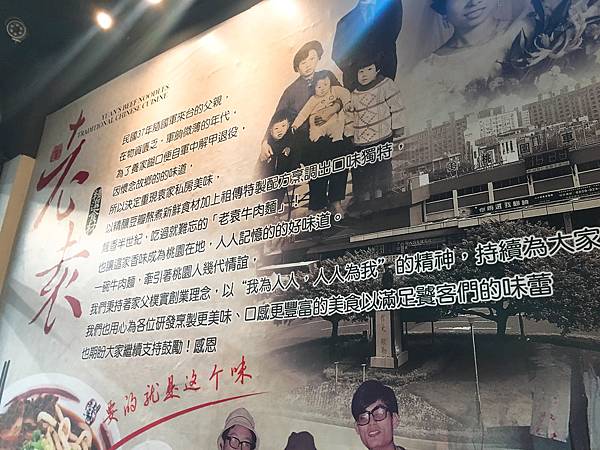 老袁
YUAN'S BEEF NOODLES
TRADITIONAL CHINESE CUISINE
民國37年隨國軍來台的父親，
在物資匱乏、軍餉微薄的年代，
為了養家餬口便自軍中解甲退役，
因懷念故鄉的的味道，
所以決定重現袁家私房美味，
以精釀豆瓣熬煮新鮮食材加上祖傳特製配方烹調出口味獨特，
飄香半世紀、吃過就難忘的「老袁牛肉麵」！
也讓這家香味成為桃園在地，人人記憶的的好味道。
一碗牛肉麵，牽引著桃園人幾代情誼，
我們秉持著家父樸實創業理念，以“我為人人，人人為我”的精神，持續為大家
我們也用心為各位研發烹製更美味、口感更豐富的美食以滿足饕客們的味蕾
也期盼大家繼續支持鼓勵！感恩
要的就是这个味